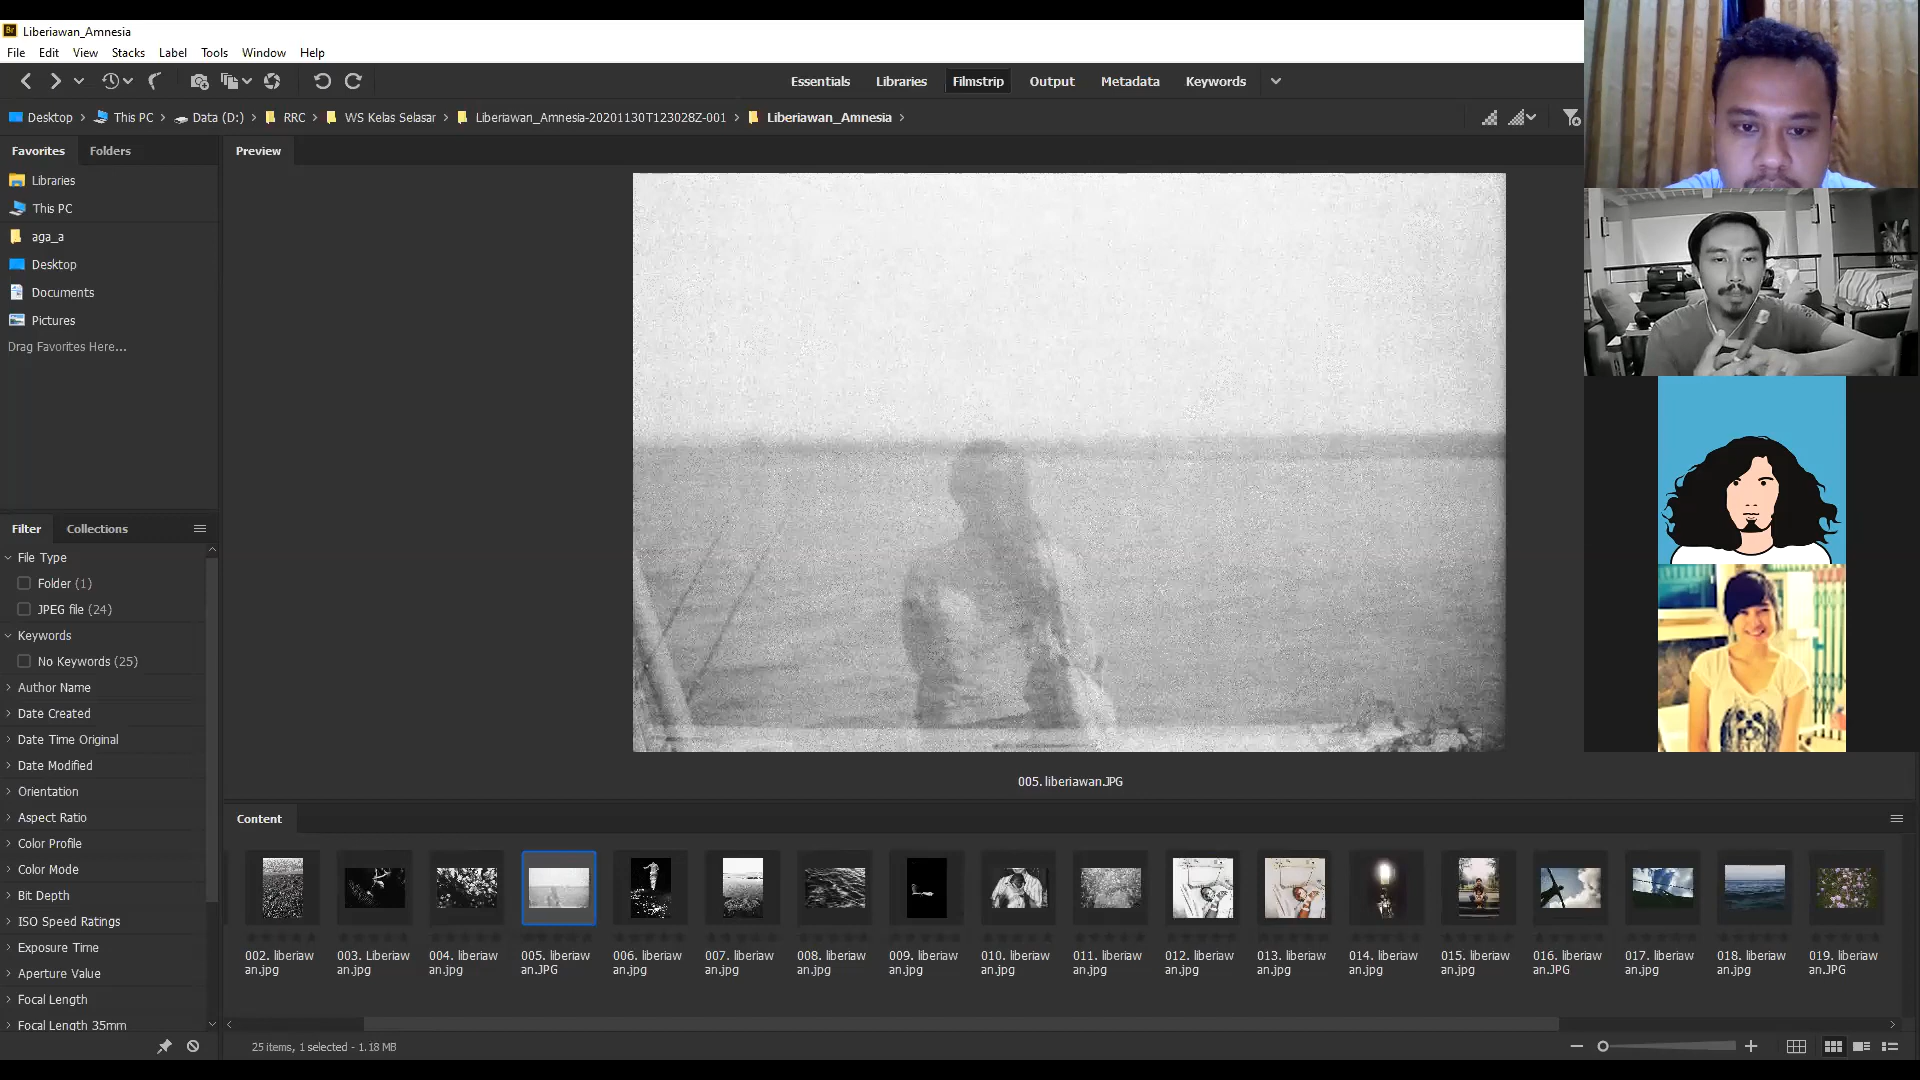 Br Liberiawan_Amnesia
File Edit View Stacks Label Tools Window Help
Essentials Libraries Filmstrip Output Metadata Keywords
Desktop This PC Data (D:) RRC WS Kelas Selasar Liberiawan_Amnesia-20201130T123028Z-001 Liberiawan_Amnesia
Favorites Folders
Preview
Libraries
This PC
aga_a
Desktop
Documents
Pictures
Drag Favorites Here...
005. liberiawan.JPG
Filter Collections
File Type
Folder (1)
JPEG file (24)
Keywords
No Keywords (25)
Author Name
Date Created
Date Time Original
Date Modified
Orientation
Aspect Ratio
Color Profile
Color Mode
Bit Depth
ISO Speed Ratings
Exposure Time
Aperture Value
Focal Length
Focal Length 35mm
Content
002. liberiaw
an.jpg
003. Liberiaw
an.jpg
004. liberiaw
an.jpg
005. liberiaw
an.JPG
006. liberiaw
an.jpg
007. liberiaw
an.jpg
008. liberiaw
an.jpg
009. liberiaw
an.jpg
010. liberiaw
an.jpg
011. liberiaw
an.jpg
012. liberiaw
an.jpg
013. liberiaw
an.jpg
014. liberiaw
an.jpg
015. liberiaw
an.jpg
016. liberiaw
an.JPG
017. liberiaw
an.jpg
018. liberiaw
an.jpg
019. liberiaw
an.JPG
25 items, 1 selected - 1.18 MB